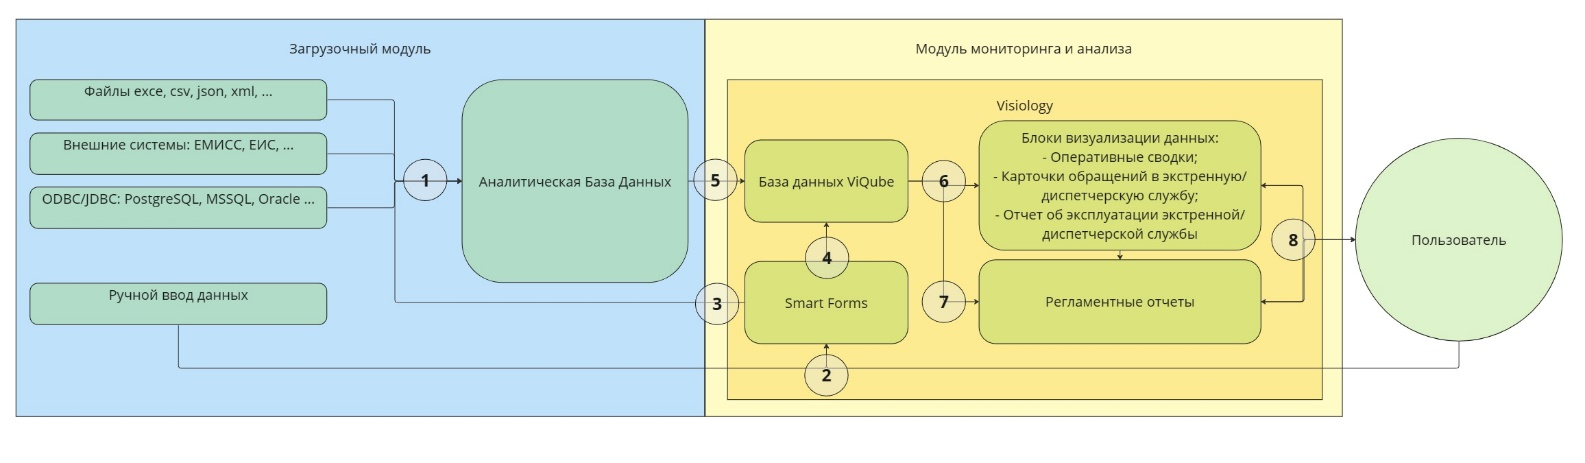 Загрузочный модуль
Файлы exce, csv, json, xml, ...
Внешние системы: ЕМИСС, ЕИС, ...
ODBC/JDBC: PostgreSQL, MSSQL, Oracle ...
Ручной ввод данных
1
Аналитическая База Данных
Модуль мониторинга и анализа
Visiology
5
База данных ViQube
4
3
Smart Forms
2
6
7
Блоки визуализации данных:
- Оперативные сводки;
- Карточки обращений в экстренную/
диспетчерскую службу;
- Отчет об эксплуатации экстренной/
диспетчерской службы
Регламентные отчеты
8
Пользователь